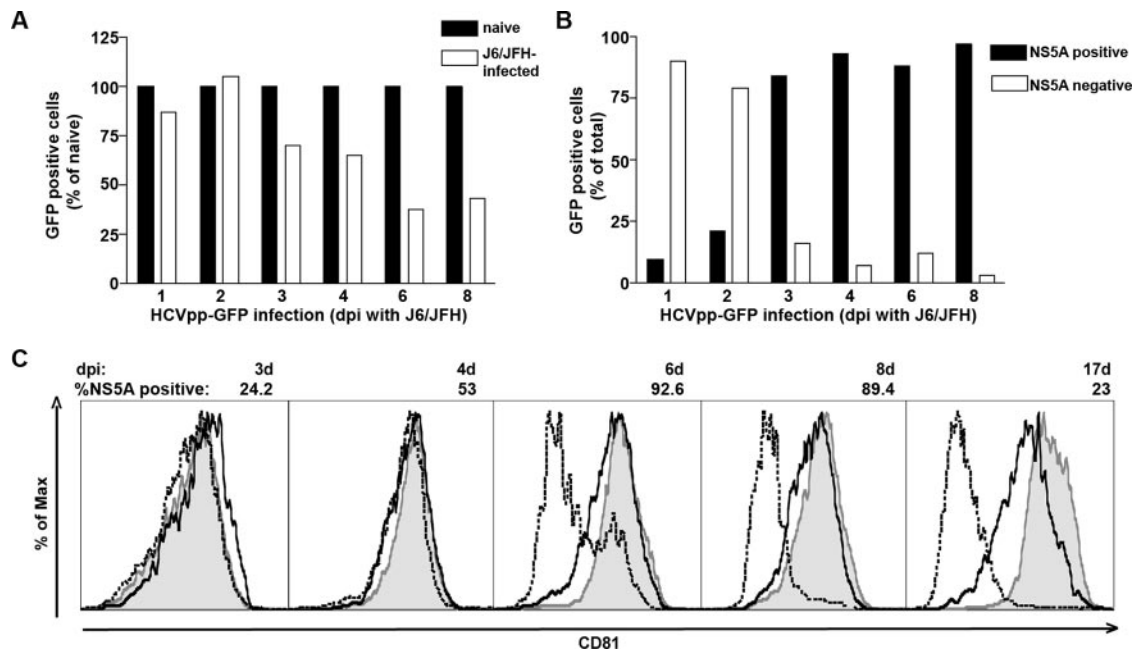 A
GFP positive cells
(% of naive)
125
100
75
50
25
0
naive
J6/JFH-
infected
1 2 3 4 6 8
HCVpp-GFP infection (dpi with J6/JFH)
B
GFP positive cells
(% of total)
100
75
50
25
0
NS5A positive
NS5A negative
1 2 3 4 6 8
HCVpp-GFP infection (dpi with J6/JFH)
C
dpi: 3d 4d 6d 8d 17d
%NS5A positive: 24.2 53 92.6 89.4 23
% of Max
CD81